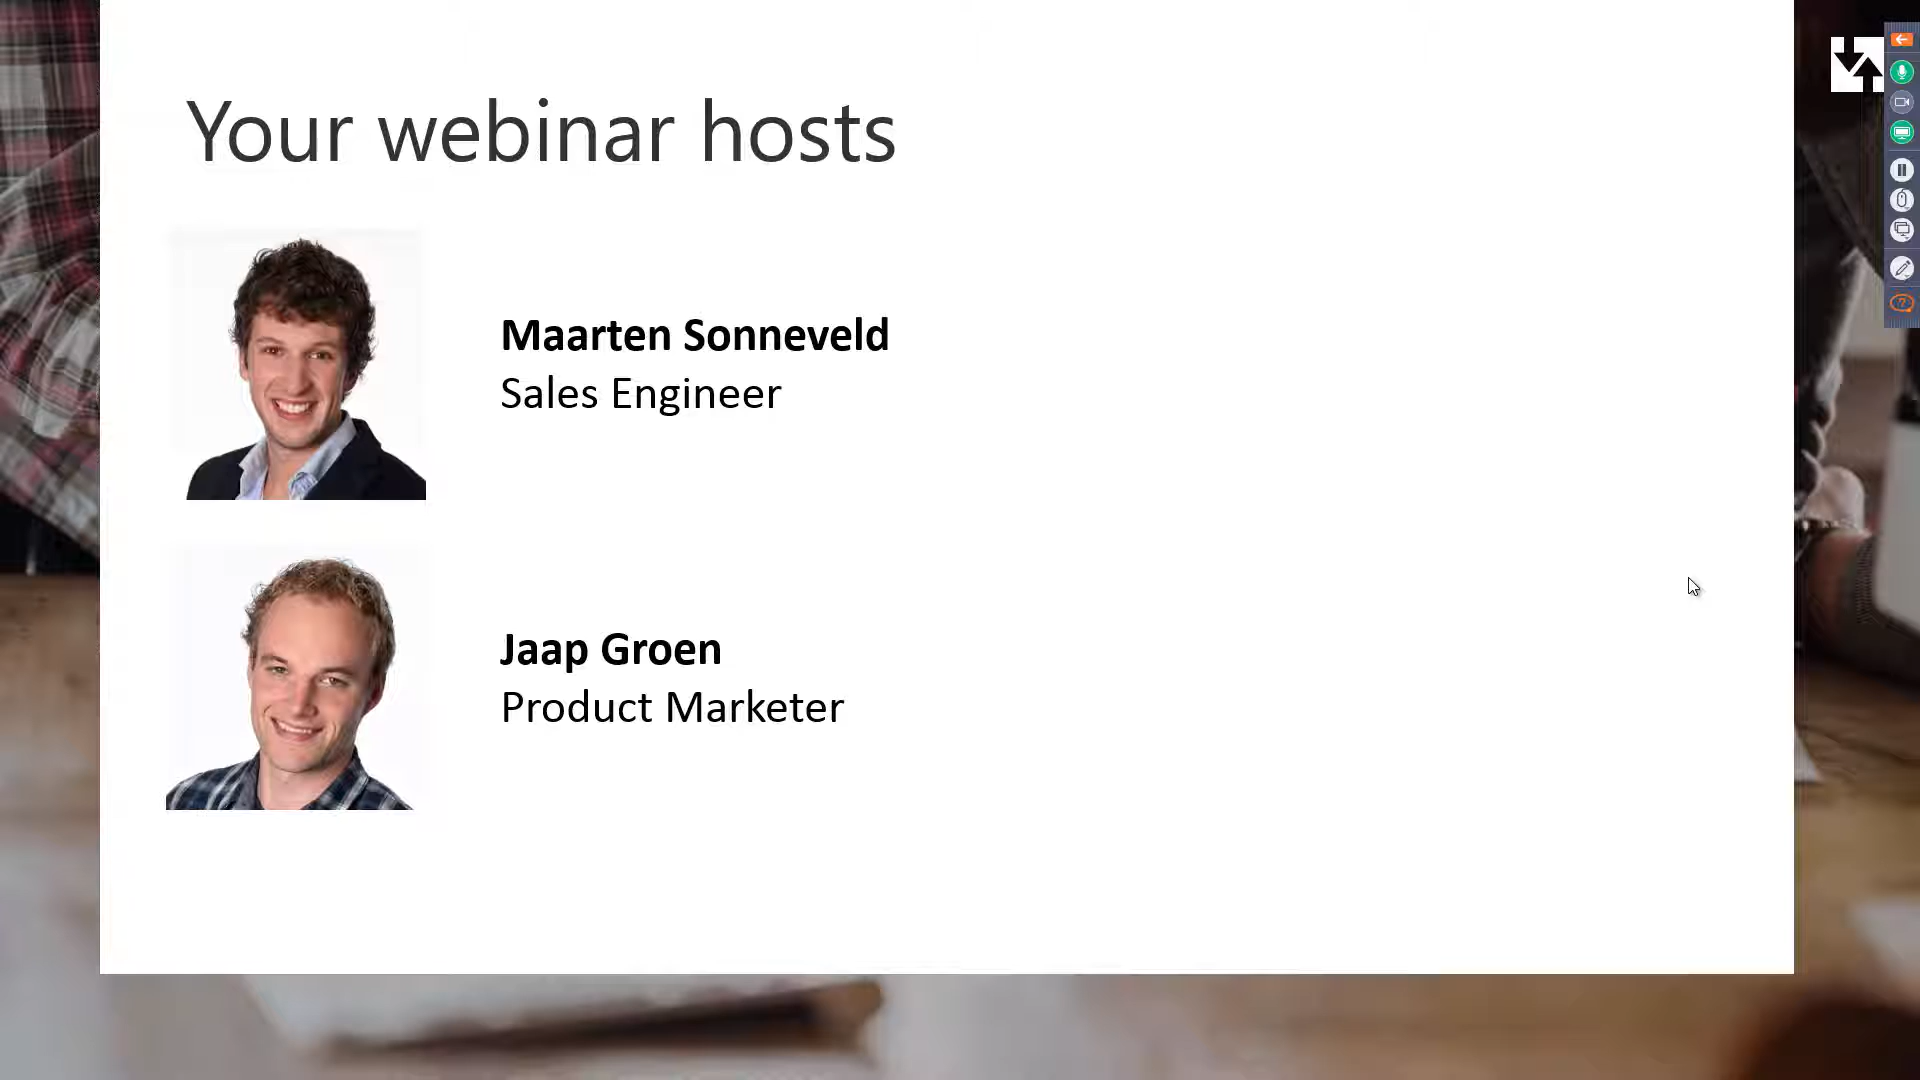 Your webinar hosts
Maarten Sonneveld
Sales Engineer
Jaap Groen
Product Marketer